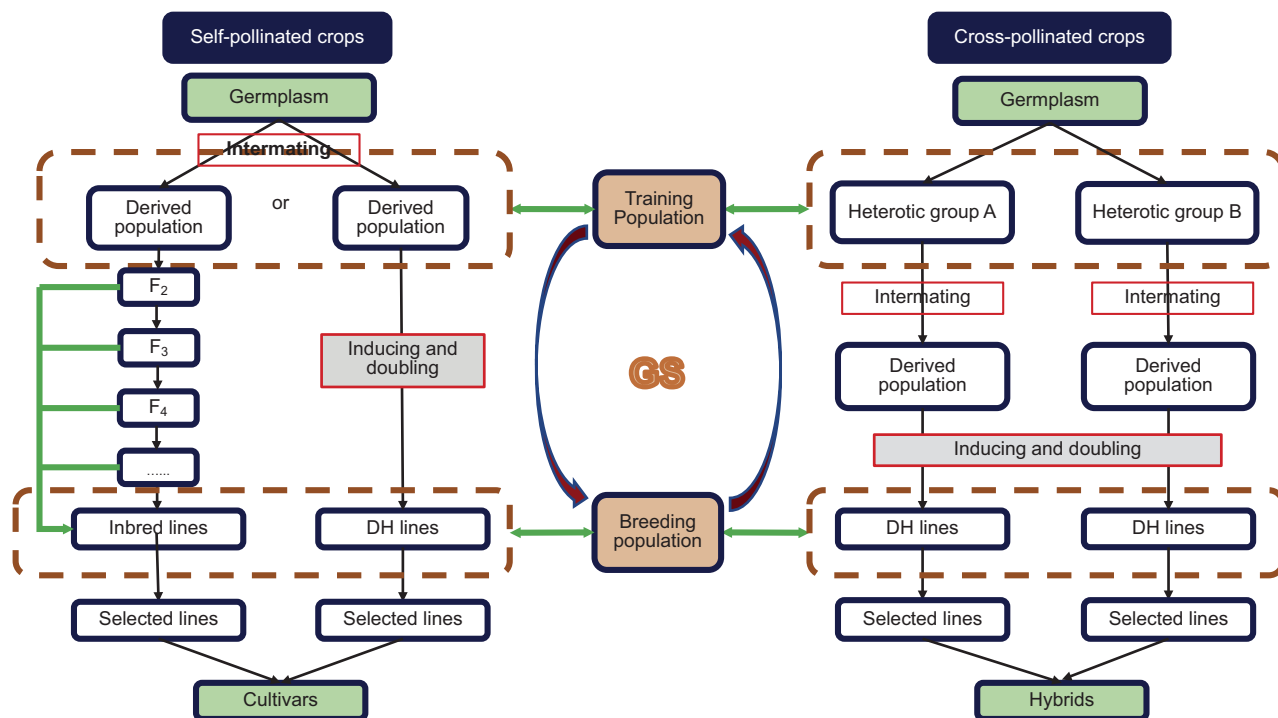 Self-pollinated crops
Germplasm
Intermating
Derived
population
or
Derived
population
F2
F3
F4
......
Inducing and
doubling
Inbred lines
DH lines
Selected lines
Selected lines
Cultivars
Training
Population
GS
Breeding
population
Cross-pollinated crops
Germplasm
Heterotic group A
Heterotic group B
Intermating
Intermating
Derived
population
Derived
population
Inducing and doubling
DH lines
DH lines
Selected lines
Selected lines
Hybrids